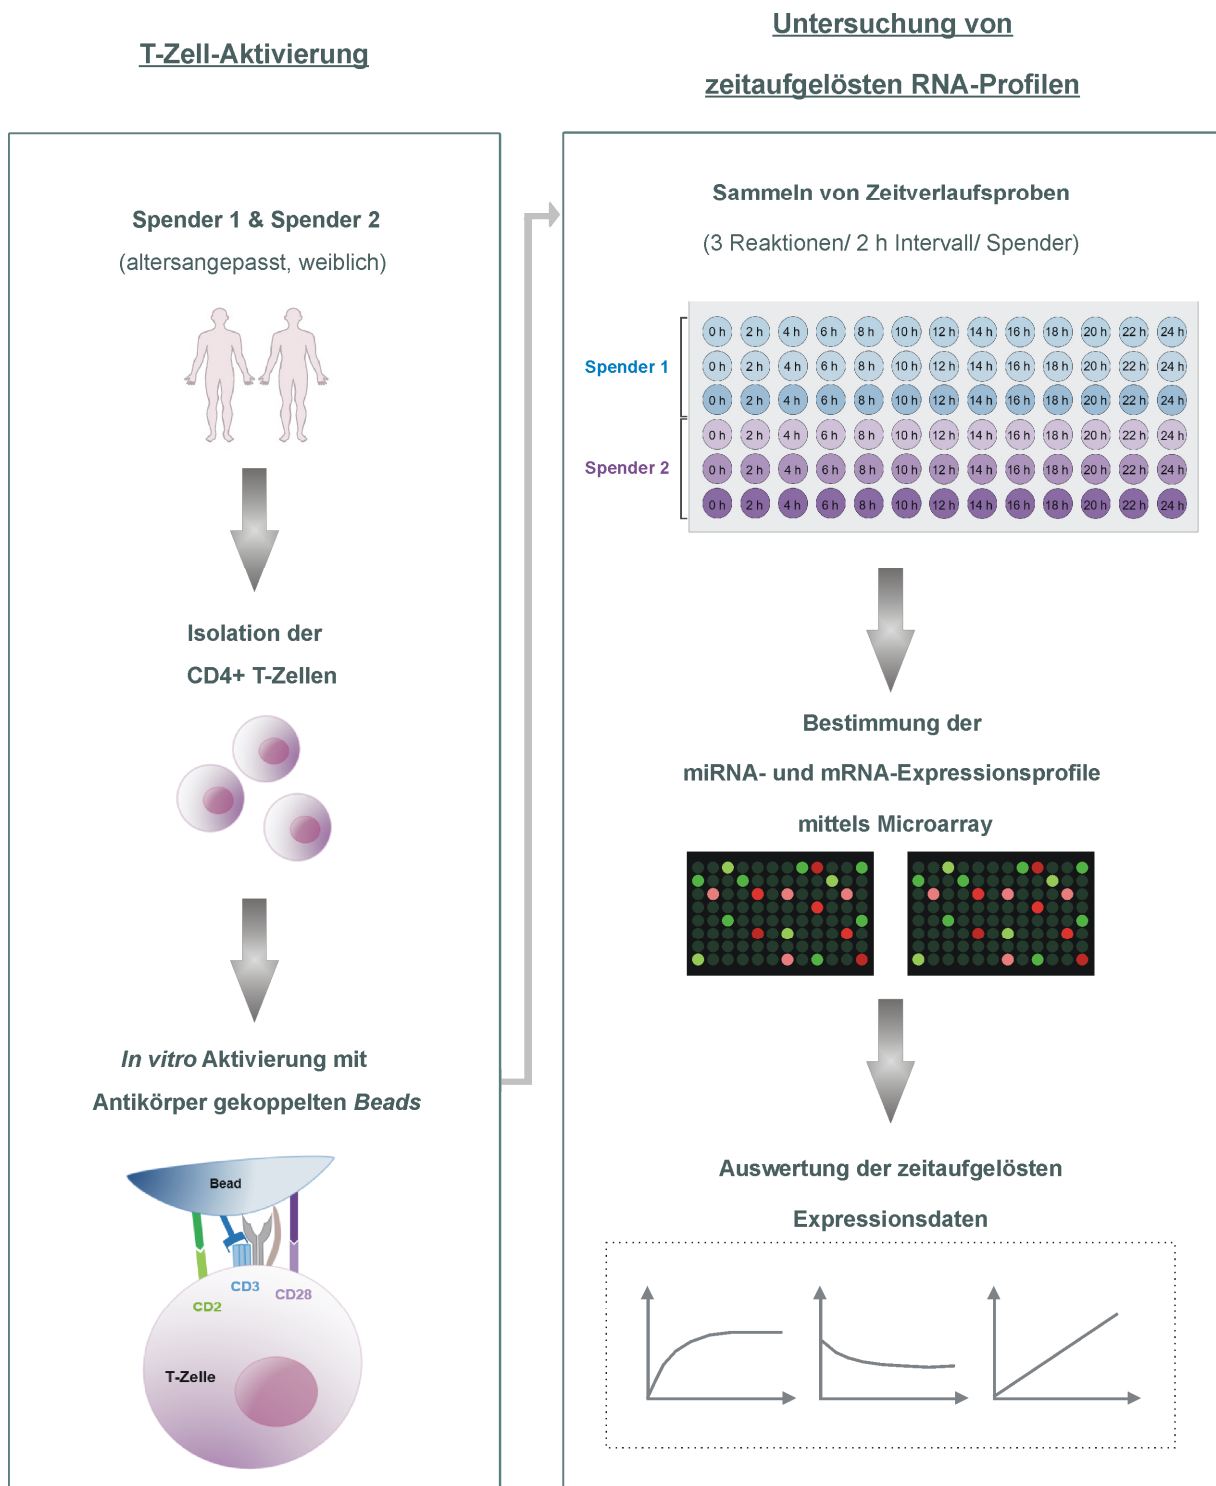 T-Zell-Aktivierung
Spender 1 & Spender 2
(altersangepasst, weiblich)
Isolation der
CD4+ T-Zellen
In vitro Aktivierung mit
Antikörper gekoppelten Beads
Bead
CD3
CD28
CD2
T-Zelle
Untersuchung von
zeitaufgelösten RNA-Profilen
Sammeln von Zeitverlaufsproben
(3 Reaktionen/ 2 h Intervall/ Spender)
0 h 2 h 4 h 6 h 8 h 10 h 12 h 14 h 16 h 18 h 20 h 22 h 24 h
Spender 1
0 h 2 h 4 h 6 h 8 h 10 h 12 h 14 h 16 h 18 h 20 h 22 h 24 h
0 h 2 h 4 h 6 h 8 h 10 h 12 h 14 h 16 h 18 h 20 h 22 h 24 h
0 h 2 h 4 h 6 h 8 h 10 h 12 h 14 h 16 h 18 h 20 h 22 h 24 h
Spender 2
0 h 2 h 4 h 6 h 8 h 10 h 12 h 14 h 16 h 18 h 20 h 22 h 24 h
0 h 2 h 4 h 6 h 8 h 10 h 12 h 14 h 16 h 18 h 20 h 22 h 24 h
Bestimmung der
miRNA- und mRNA-Expressionsprofile
mittels Microarray
Auswertung der zeitaufgelösten
Expressionsdaten